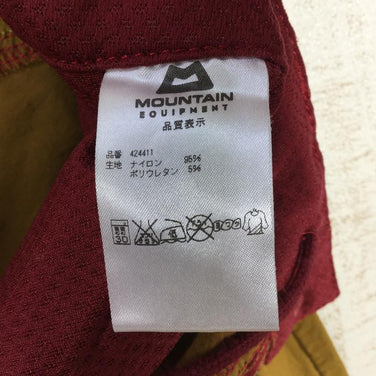 MOUNTAIN
EQUIPMENT
品質表示
品番 424411
生地 ナイロン 95%
ポリウレタン 5%
30